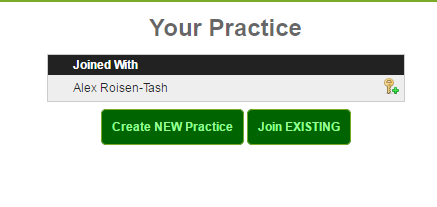 Your Practice
Joined With
Alex Roisen-Tash
Create NEW Practice Join EXISTING